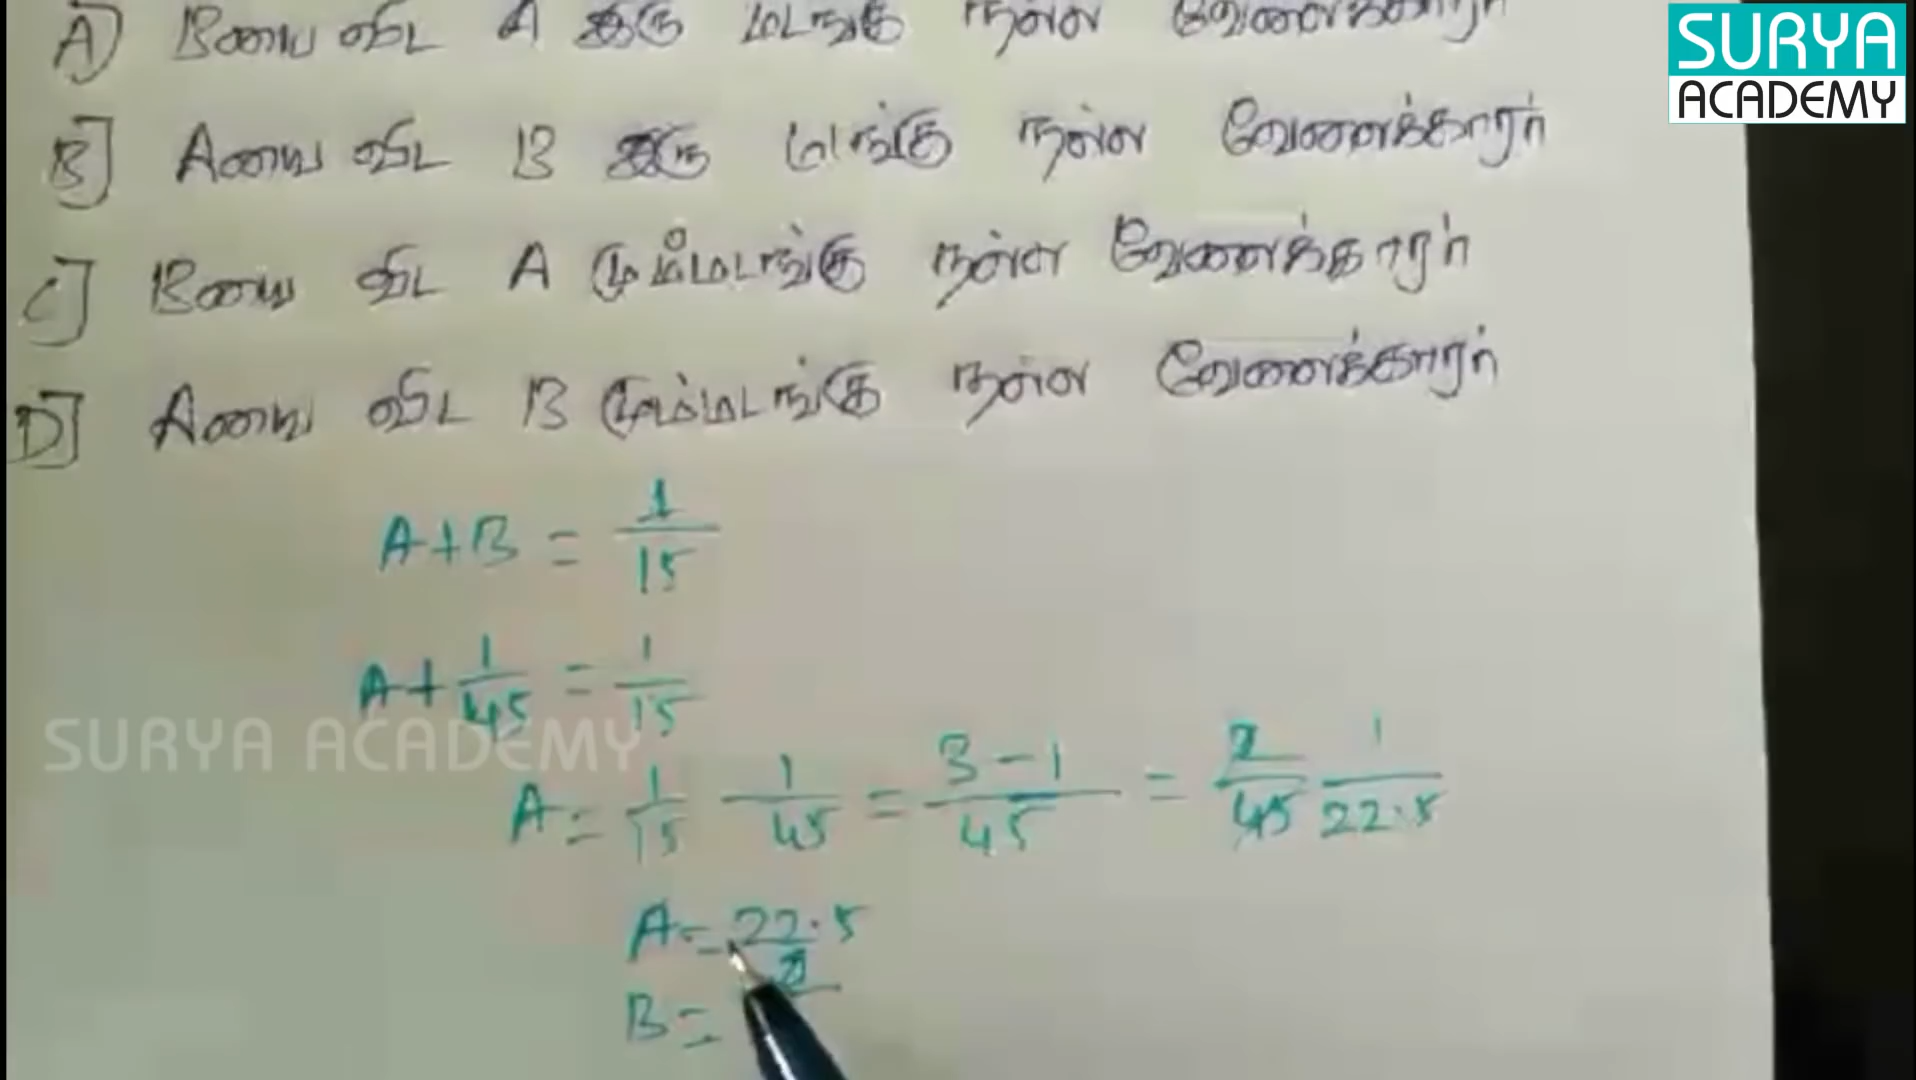 A) Bயை விட A இரு மடங்கு நல்ல வேலைக்காரர்
SURYA
ACADEMY
B] Aயை விட B இரு மடங்கு நல்ல வேலைக்காரர்
C] Bயை விட A மும்மடங்கு நல்ல வேலைக்காரர்
D] Aயை விட B மும்மடங்கு நல்ல வேலைக்காரர்
A+B = 1/15
A + 1/45 = 1/15
SURYA ACADEMY
A = 1/15 1/45 = 3-1/45 = 2/45 1/22.5
A = 22.5
2
B =